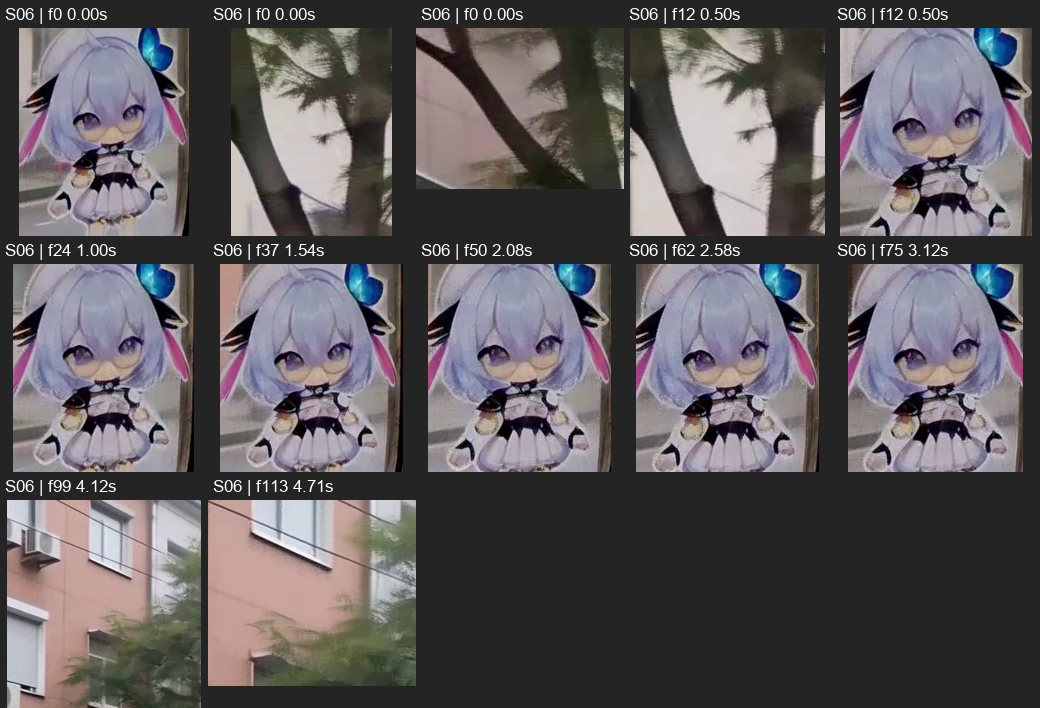 S06 | f0 0.00s
S06 | f0 0.00s
S06 | f0 0.00s
S06 | f12 0.50s
S06 | f12 0.50s
S06 | f24 1.00s
S06 | f37 1.54s
S06 | f50 2.08s
S06 | f62 2.58s
S06 | f75 3.12s
S06 | f99 4.12s
S06 | f113 4.71s